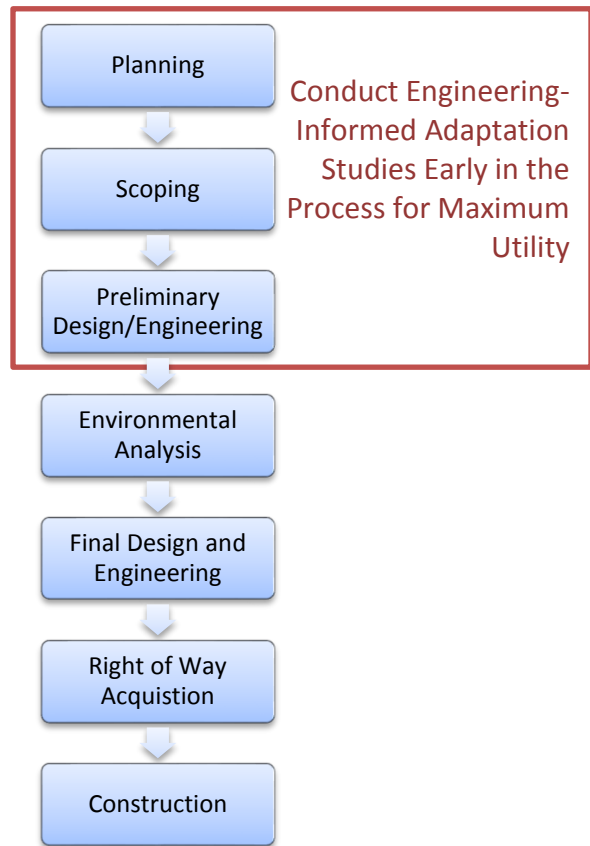 Planning
Conduct Engineering-
Informed Adaptation
Studies Early in the
Process for Maximum
Utility
Scoping
Preliminary
Design/Engineering
Environmental
Analysis
Final Design and
Engineering
Right of Way
Acquistion
Construction